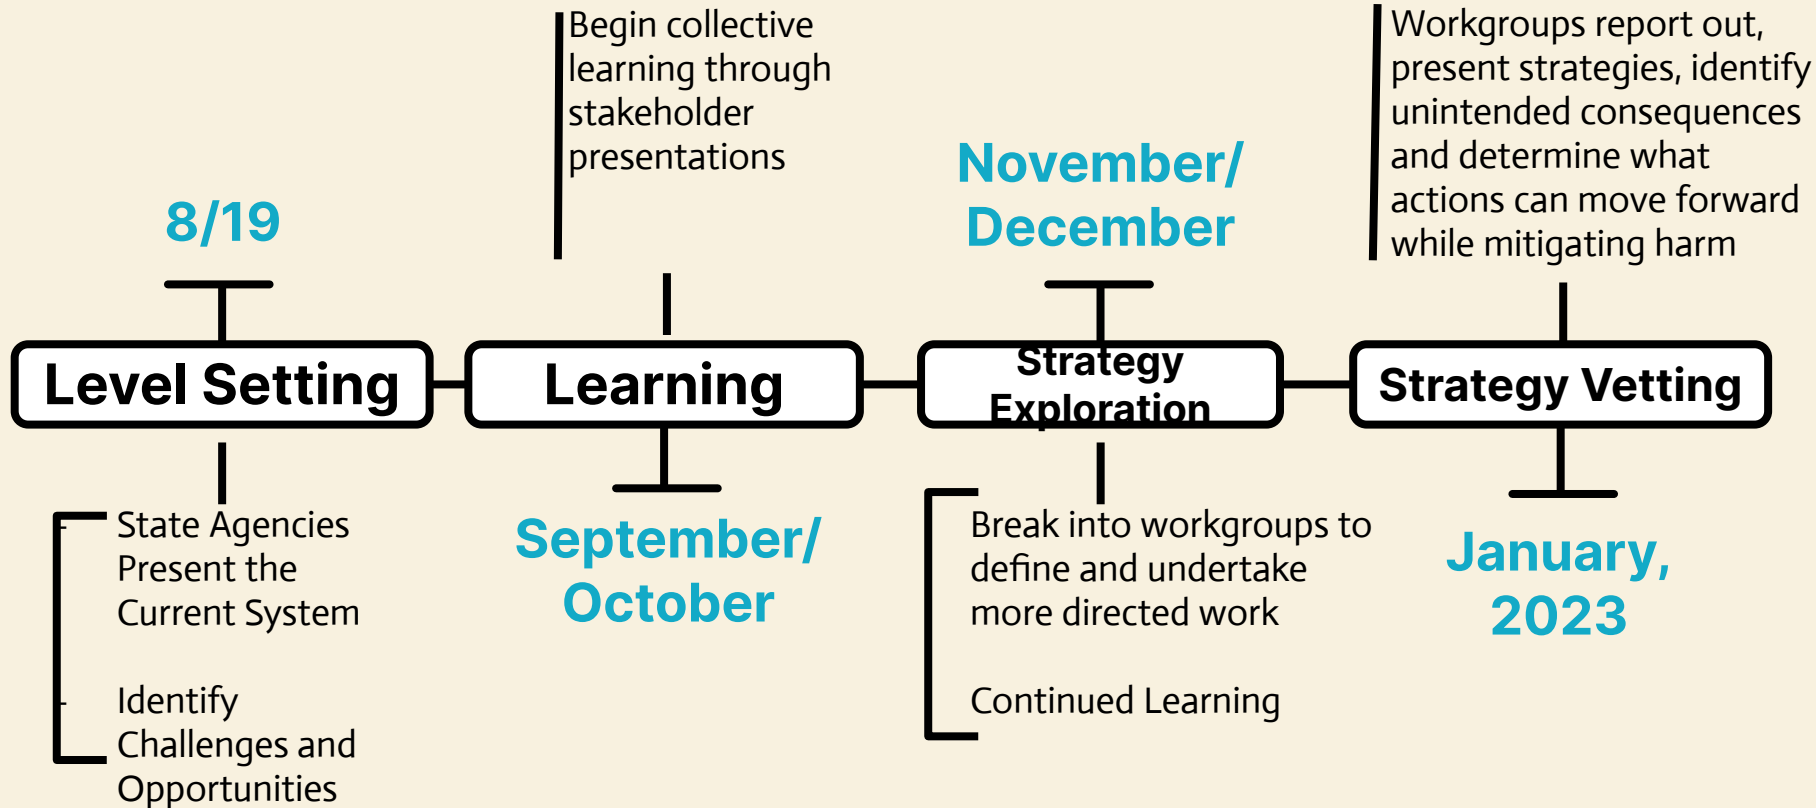 8/19
Level Setting
- State Agencies
Present the
Current System
- Identify
Challenges and
Opportunities
Begin collective
learning through
stakeholder
presentations
Learning
September/
October
November/
December
Strategy
Exploration
Break into workgroups to
define and undertake
more directed work
Continued Learning
Workgroups report out,
present strategies, identify
unintended consequences
and determine what
actions can move forward
while mitigating harm
Strategy Vetting
January,
2023